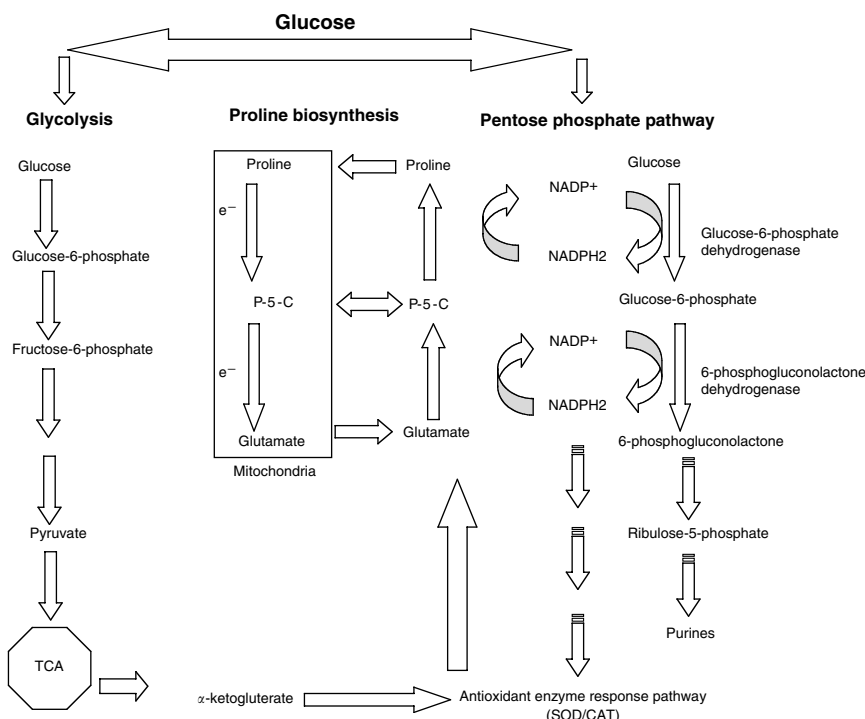 Glucose
Glycolysis
Proline biosynthesis
Pentose phosphate pathway
Glucose
Glucose-6-phosphate
Fructose-6-phosphate
Pyruvate
TCA
Proline
e−
P-5-C
e−
Glutamate
Mitochondria
Proline
P-5-C
Glutamate
NADP+
NADPH2
NADP+
NADPH2
Glucose
Glucose-6-phosphate
dehydrogenase
Glucose-6-phosphate
6-phosphogluconolactone
dehydrogenase
6-phosphogluconolactone
Ribulose-5-phosphate
Purines
α-ketogluterate
Antioxidant enzyme response pathway
(SOD/CAT)